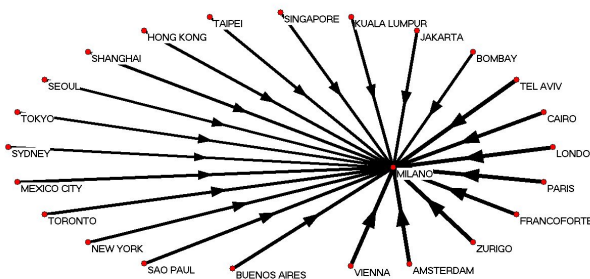 SINGAPORE
TAIPEI
KUALA LUMPUR
HONG KONG
JAKARTA
SHANGHAI
BOMBAY
SEOUL
TEL AVIV
TOKYO
CAIRO
SYDNEY
LONDO
MILANO
MEXICO CITY
PARIS
TORONTO
FRANCOFORTE
NEW YORK
ZURIGO
SAO PAUL
BUENOS AIRES
VIENNA
AMSTERDAM